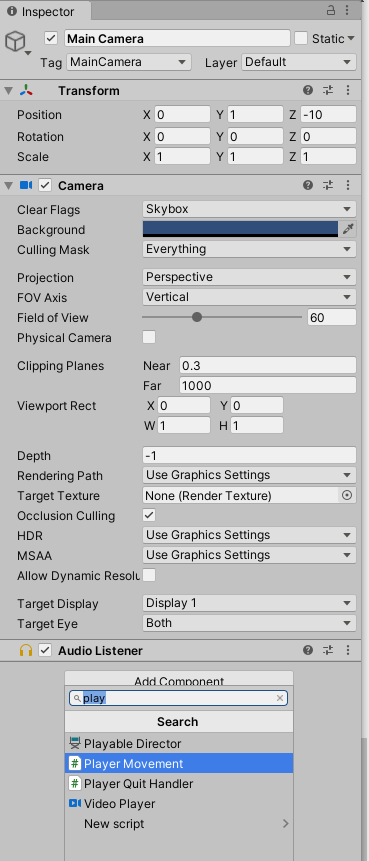 Inspector
Main Camera Static
Tag MainCamera Layer Default
Transform
Position X 0 Y 1 Z -10
Rotation X 0 Y 0 Z 0
Scale X 1 Y 1 Z 1
Camera
Clear Flags Skybox
Background
Culling Mask Everything
Projection Perspective
FOV Axis Vertical
Field of View 60
Physical Camera
Clipping Planes Near 0.3
Far 1000
Viewport Rect X 0 Y 0
W 1 H 1
Depth -1
Rendering Path Use Graphics Settings
Target Texture None (Render Texture)
Occlusion Culling
HDR Use Graphics Settings
MSAA Use Graphics Settings
Allow Dynamic Resolu
Target Display Display 1
Target Eye Both
Audio Listener
Add Component
play
Search
Playable Director
# Player Movement
# Player Quit Handler
Video Player
New script